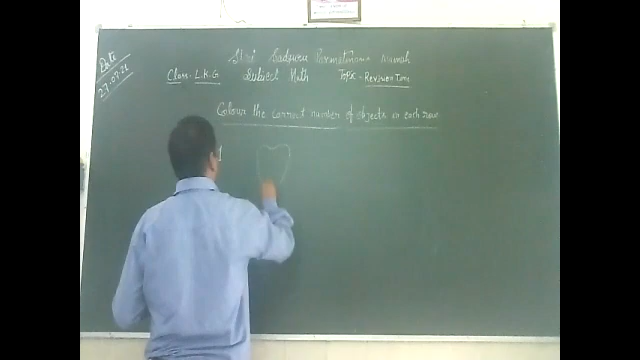 Date
27.07.21
Shri Sadguru Parmatmane Namah
Class - L.K.G Subject Math Topic - Revision Time
Colour the correct number of objects in each row